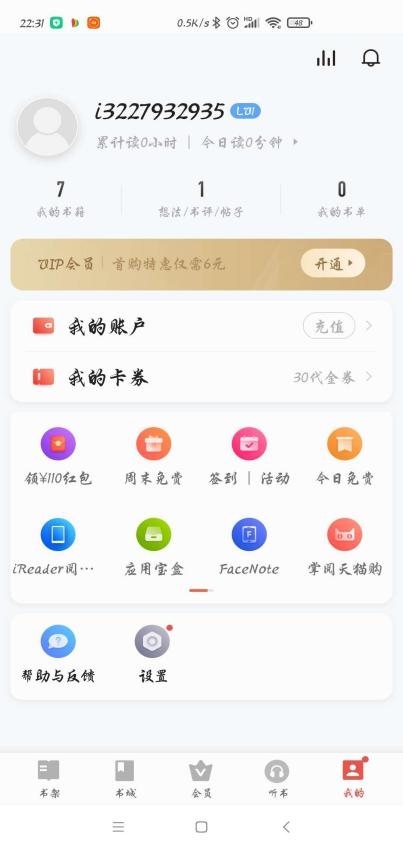 22:31 0.5K/s HD 48
i3227932935 LV1
累计读0小时 | 今日读0分钟
7 1 0
我的书籍 想法/书评/帖子 我的书单
VIP会员 | 首购特惠仅需6元 开通
我的账户 充值
我的卡券 30代金券
领¥110红包 周末免费 签到 | 活动 今日免费
iReader阅… 应用宝盒 FaceNote 掌阅天猫购
帮助与反馈 设置
书架 书城 会员 听书 我的